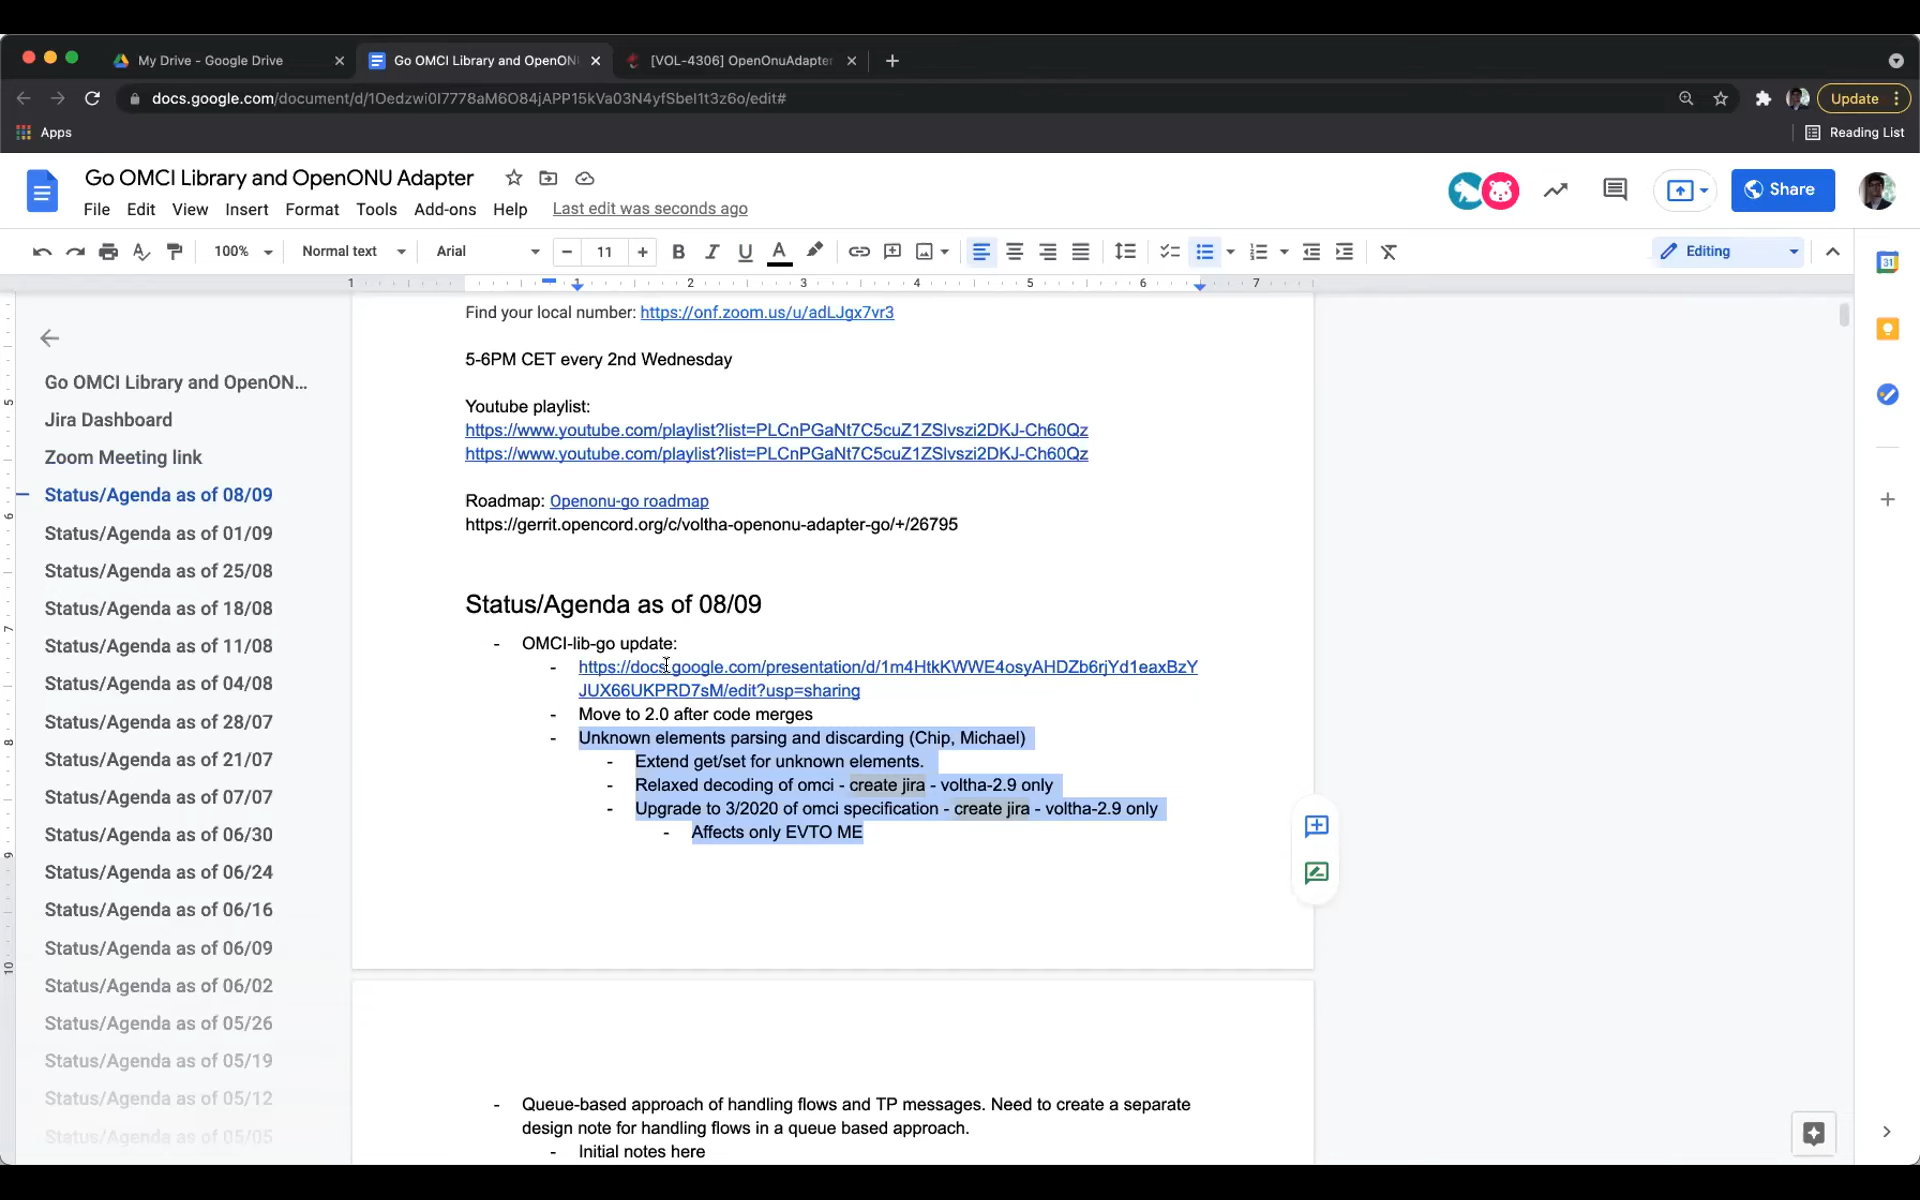 My Drive - Google Drive
Go OMCI Library and OpenON
[VOL-4306] OpenOnuAdapter
docs.google.com/document/d/1Oedzwi0I7778aM6O84jAPP15kVa03N4yfSbeI1t3z6o/edit#
Update
Apps
Reading List
Go OMCI Library and OpenONU Adapter
File Edit View Insert Format Tools Add-ons Help Last edit was seconds ago
Share
100% Normal text Arial 11 Editing
1 1 2 3 4 5 6 7
Go OMCI Library and OpenON...
Jira Dashboard
Zoom Meeting link
Status/Agenda as of 08/09
Status/Agenda as of 01/09
Status/Agenda as of 25/08
Status/Agenda as of 18/08
Status/Agenda as of 11/08
Status/Agenda as of 04/08
Status/Agenda as of 28/07
Status/Agenda as of 21/07
Status/Agenda as of 07/07
Status/Agenda as of 06/30
Status/Agenda as of 06/24
Status/Agenda as of 06/16
Status/Agenda as of 06/09
Status/Agenda as of 06/02
Status/Agenda as of 05/26
Status/Agenda as of 05/19
Status/Agenda as of 05/12
Status/Agenda as of 05/05
5
6
7
8
9
10
Find your local number: https://onf.zoom.us/u/adLJgx7vr3
5-6PM CET every 2nd Wednesday
Youtube playlist:
https://www.youtube.com/playlist?list=PLCnPGaNt7C5cuZ1ZSlvszi2DKJ-Ch60Qz
https://www.youtube.com/playlist?list=PLCnPGaNt7C5cuZ1ZSlvszi2DKJ-Ch60Qz
Roadmap: Openonu-go roadmap
https://gerrit.opencord.org/c/voltha-openonu-adapter-go/+/26795
Status/Agenda as of 08/09
- OMCI-lib-go update:
- https://docs.google.com/presentation/d/1m4HtkKWWE4osyAHDZb6rjYd1eaxBzY
JUX66UKPRD7sM/edit?usp=sharing
- Move to 2.0 after code merges
- Unknown elements parsing and discarding (Chip, Michael)
- Extend get/set for unknown elements.
- Relaxed decoding of omci - create jira - voltha-2.9 only
- Upgrade to 3/2020 of omci specification - create jira - voltha-2.9 only
- Affects only EVTO ME
- Queue-based approach of handling flows and TP messages. Need to create a separate
design note for handling flows in a queue based approach.
- Initial notes here
31